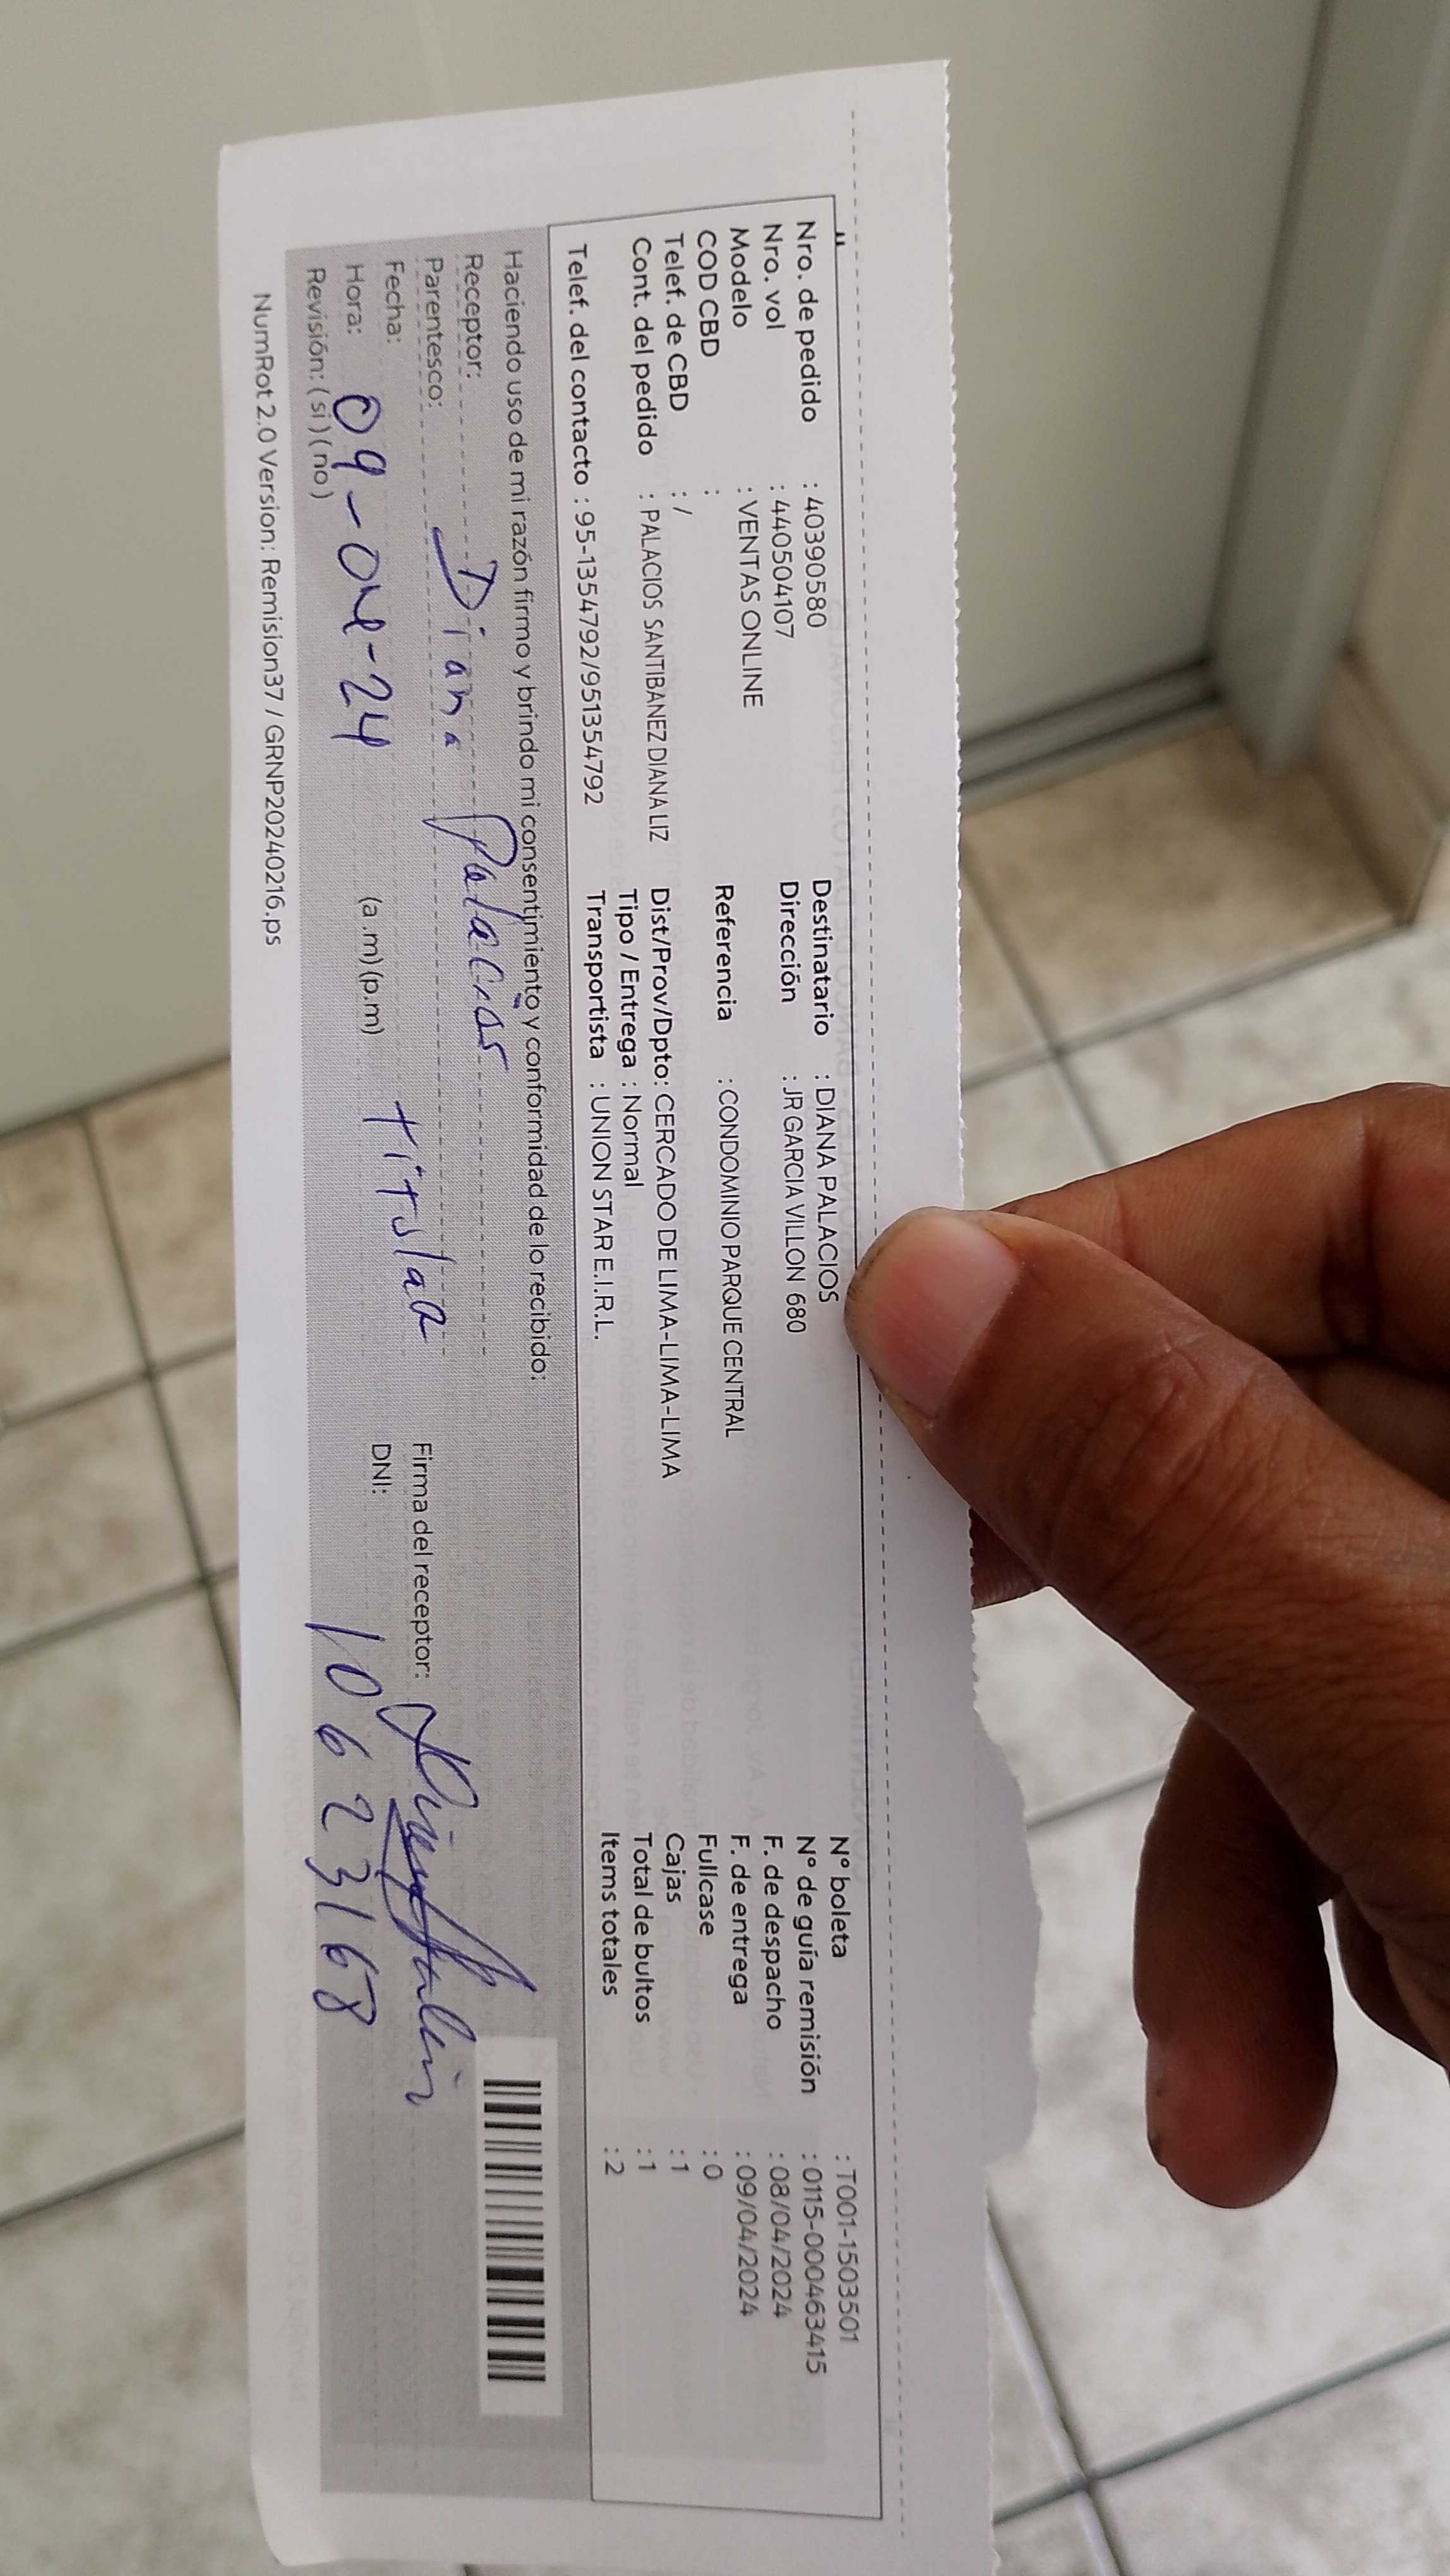 Nro. de pedido : 40390580
Nro. vol : 440504107
Modelo : VENTAS ONLINE
COD CBD :
Telef. de CBD : /
Cont. del pedido : PALACIOS SANTIBANEZ DIANA LIZ
Telef. del contacto : 95-1354792/951354792
Destinatario : DIANA PALACIOS
Dirección : JR GARCIA VILLON 680
Referencia : CONDOMINIO PARQUE CENTRAL
Dist/Prov/Dpto: CERCADO DE LIMA-LIMA-LIMA
Tipo / Entrega : Normal
Transportista : UNION STAR E.I.R.L.
N° boleta : T001-1503501
N° de guía remisión : 0115-000463415
F. de despacho : 08/04/2024
F. de entrega : 09/04/2024
Fullcase : 0
Cajas : 1
Total de bultos : 1
Items totales : 2
Haciendo uso de mi razón firmo y brindo mi consentimiento y conformidad de lo recibido:
Receptor: Diana Palacios
Parentesco: titular
Fecha: 09-04-24
Hora: (a .m) (p.m)
Revisión: ( si ) ( no )
Firma del receptor:
DNI: 10623168
NumRot 2.0 Version: Remision37 / GRNP20240216.ps